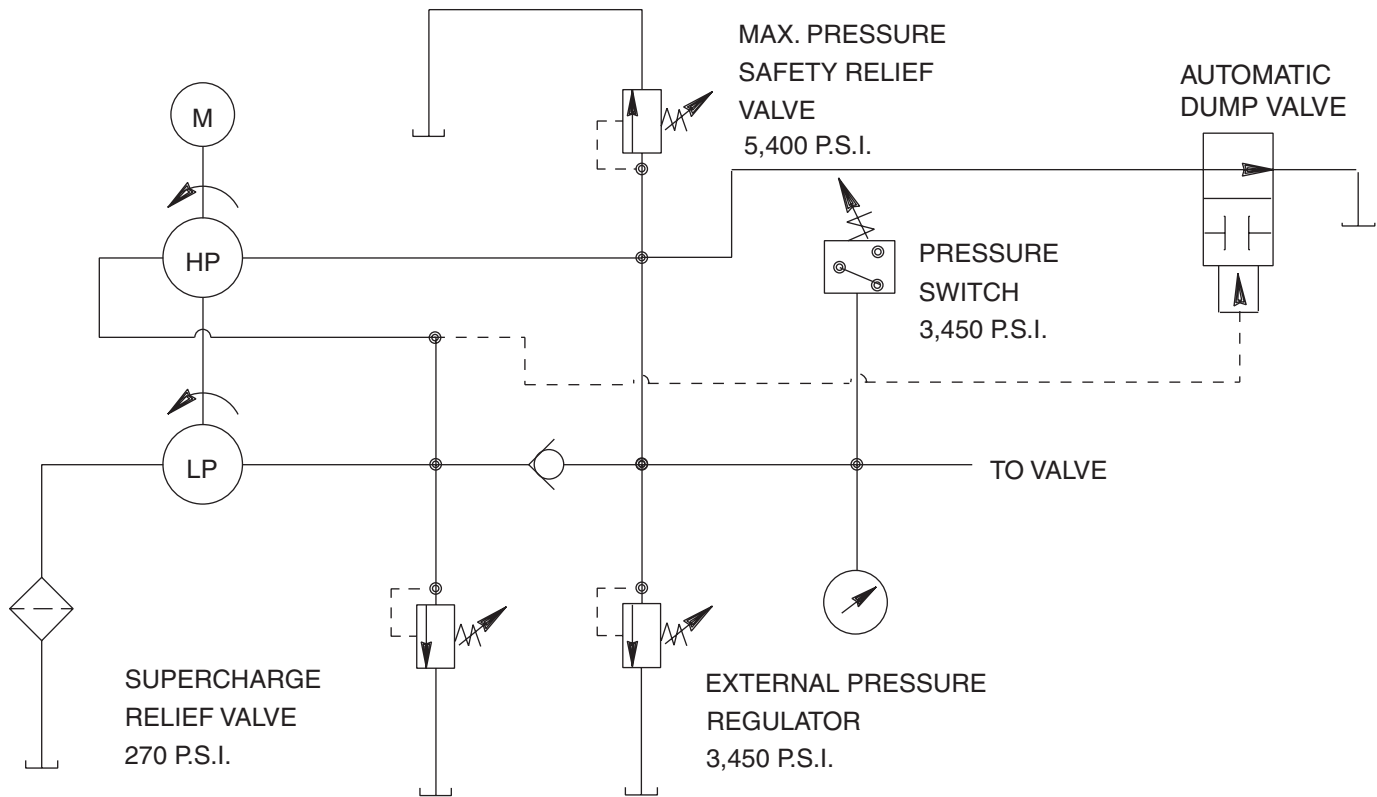 MAX. PRESSURE
SAFETY RELIEF
VALVE
5,400 P.S.I.
AUTOMATIC
DUMP VALVE
M
HP
PRESSURE
SWITCH
3,450 P.S.I.
LP
TO VALVE
SUPERCHARGE
RELIEF VALVE
270 P.S.I.
EXTERNAL PRESSURE
REGULATOR
3,450 P.S.I.